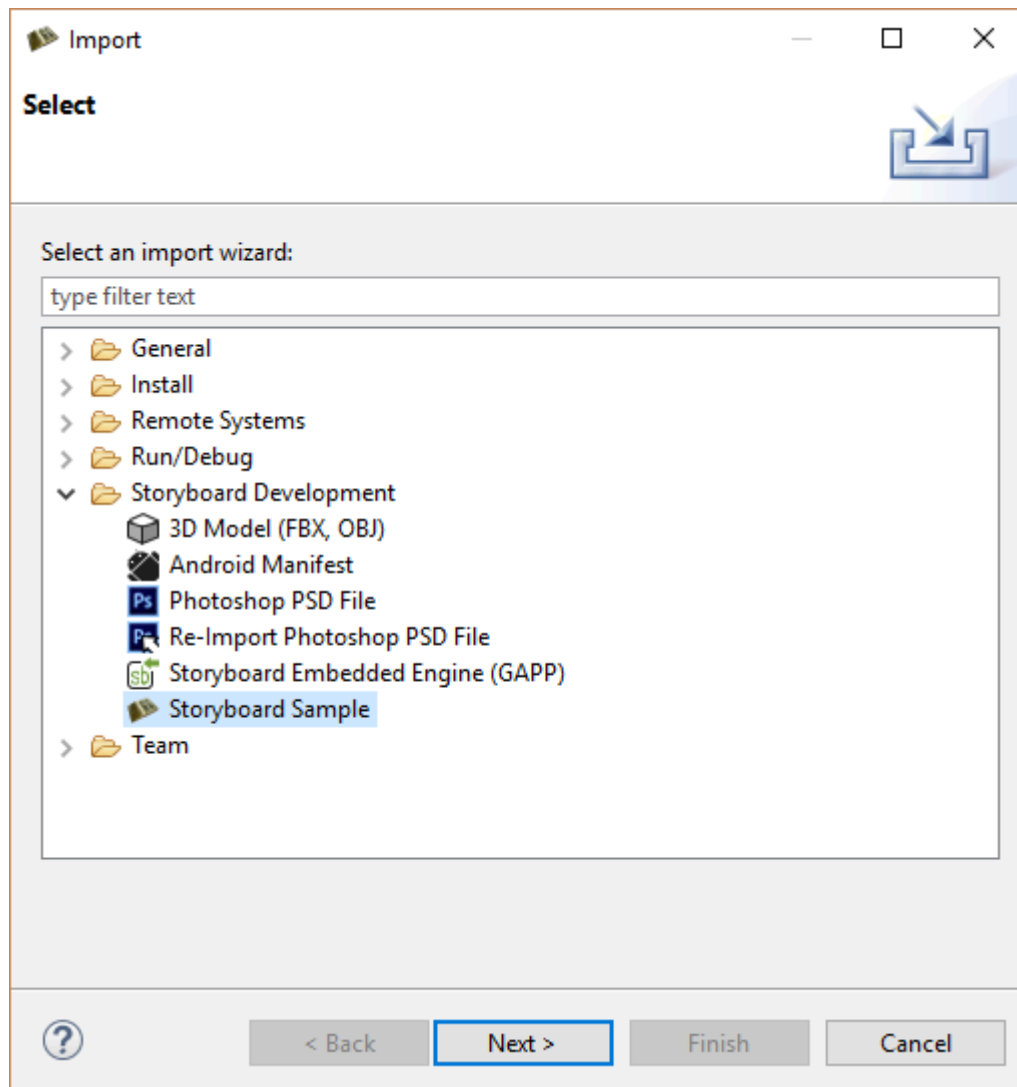 Import
Select
Select an import wizard:
type filter text
General
Install
Remote Systems
Run/Debug
Storyboard Development
3D Model (FBX, OBJ)
Android Manifest
Ps Photoshop PSD File
Re-Import Photoshop PSD File
sb Storyboard Embedded Engine (GAPP)
Storyboard Sample
Team
? < Back Next > Finish Cancel